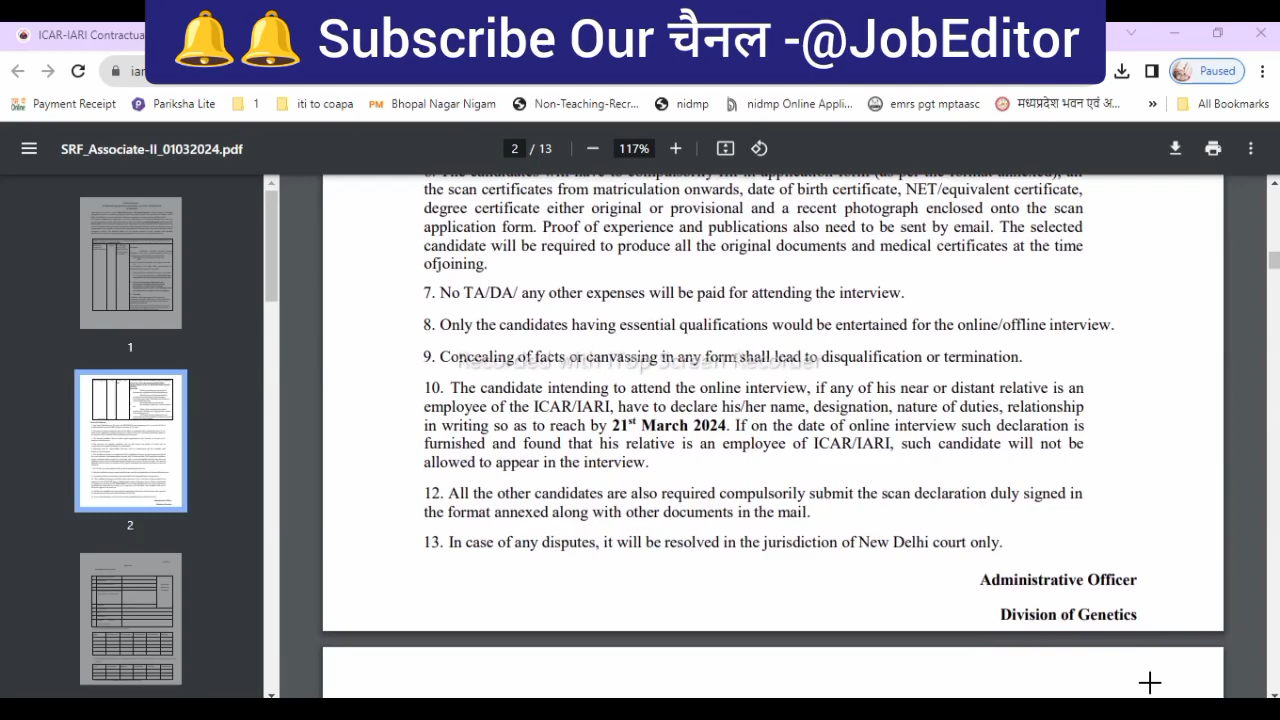 Subscribe Our चैनल -@JobEditor
ICAR-IARI Contractua
iar
Paused
Payment Receipt
Pariksha Lite
1
iti to coapa
PM Bhopal Nagar Nigam
Non-Teaching-Recr...
nidmp
nidmp Online Appli...
emrs pgt mptaasc
मध्यप्रदेश भवन एवं अ...
»
All Bookmarks
SRF_Associate-II_01032024.pdf
2 / 13
117%
the scan certificates from matriculation onwards, date of birth certificate, NET/equivalent certificate,
degree certificate either original or provisional and a recent photograph enclosed onto the scan
application form. Proof of experience and publications also need to be sent by email. The selected
candidate will be required to produce all the original documents and medical certificates at the time
ofjoining.
7. No TA/DA/ any other expenses will be paid for attending the interview.
8. Only the candidates having essential qualifications would be entertained for the online/offline interview.
9. Concealing of facts or canvassing in any form shall lead to disqualification or termination.
10. The candidate intending to attend the online interview, if any of his near or distant relative is an
employee of the ICAR/IARI, have to declare his/her name, designation, nature of duties, relationship
in writing so as to reach by 21st March 2024. If on the date of online interview such declaration is
furnished and found that his relative is an employee of ICAR/IARI, such candidate will not be
allowed to appear in the interview.
12. All the other candidates are also required compulsorily submit the scan declaration duly signed in
the format annexed along with other documents in the mail.
13. In case of any disputes, it will be resolved in the jurisdiction of New Delhi court only.
Administrative Officer
Division of Genetics
1
2